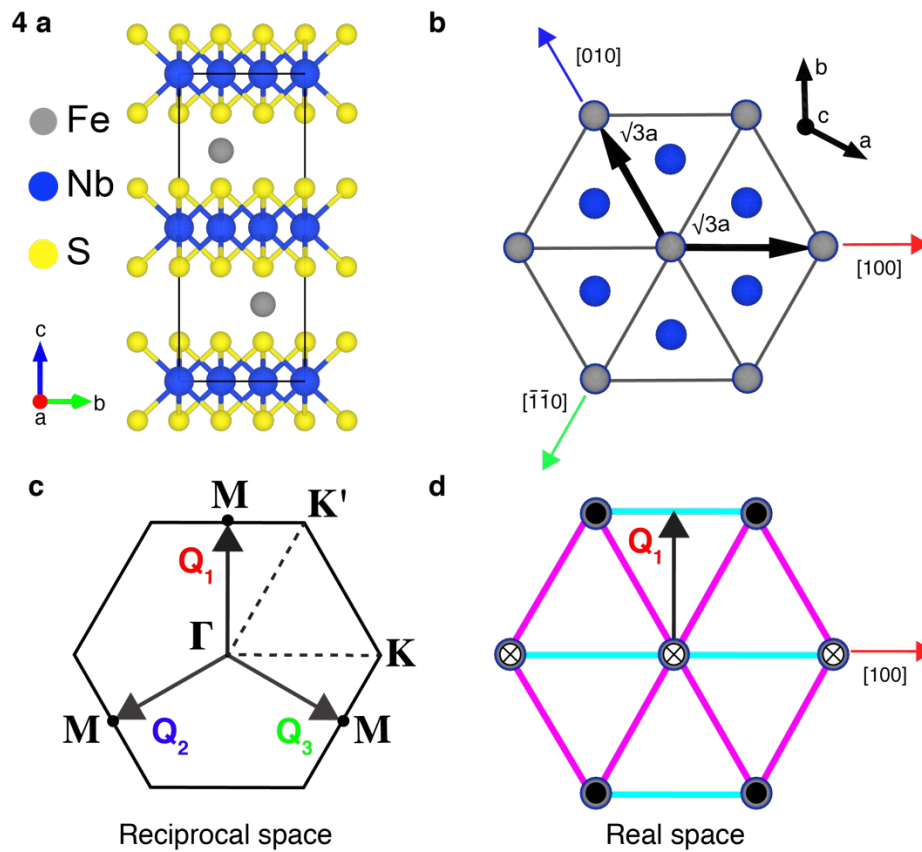 4 a
Fe
Nb
S
c
a
b
b
[010]
√3a
√3a
b
c
a
[100]
[1̄1̄0]
c
M
K'
Q₁
Γ
K
M
Q₂
Q₃
M
Reciprocal space
d
Q₁
[100]
Real space